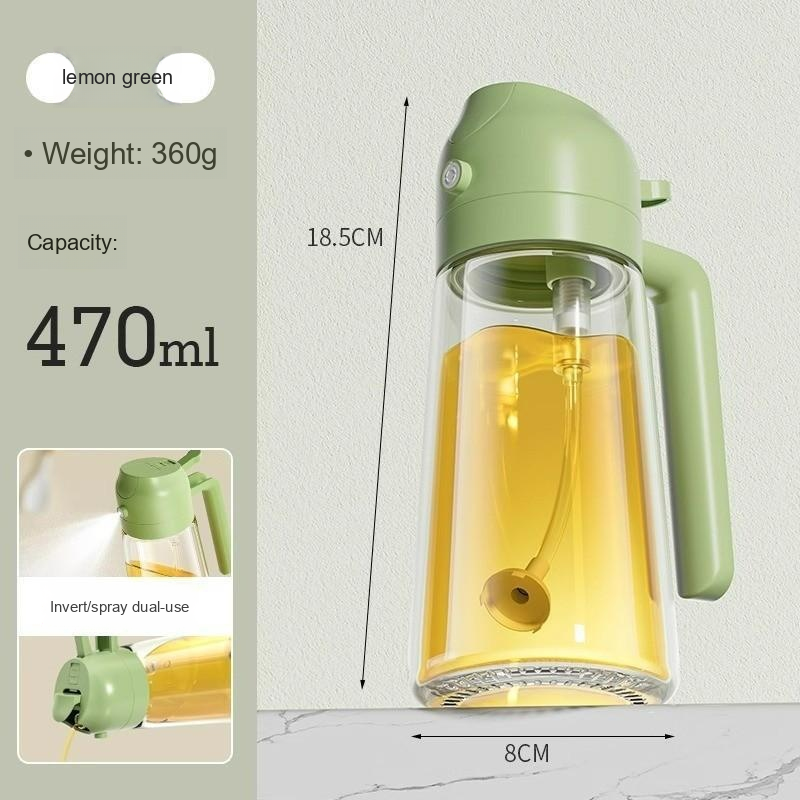 lemon green
• Weight: 360g
Capacity:
470ml
18.5CM
Invert/spray dual-use
8CM